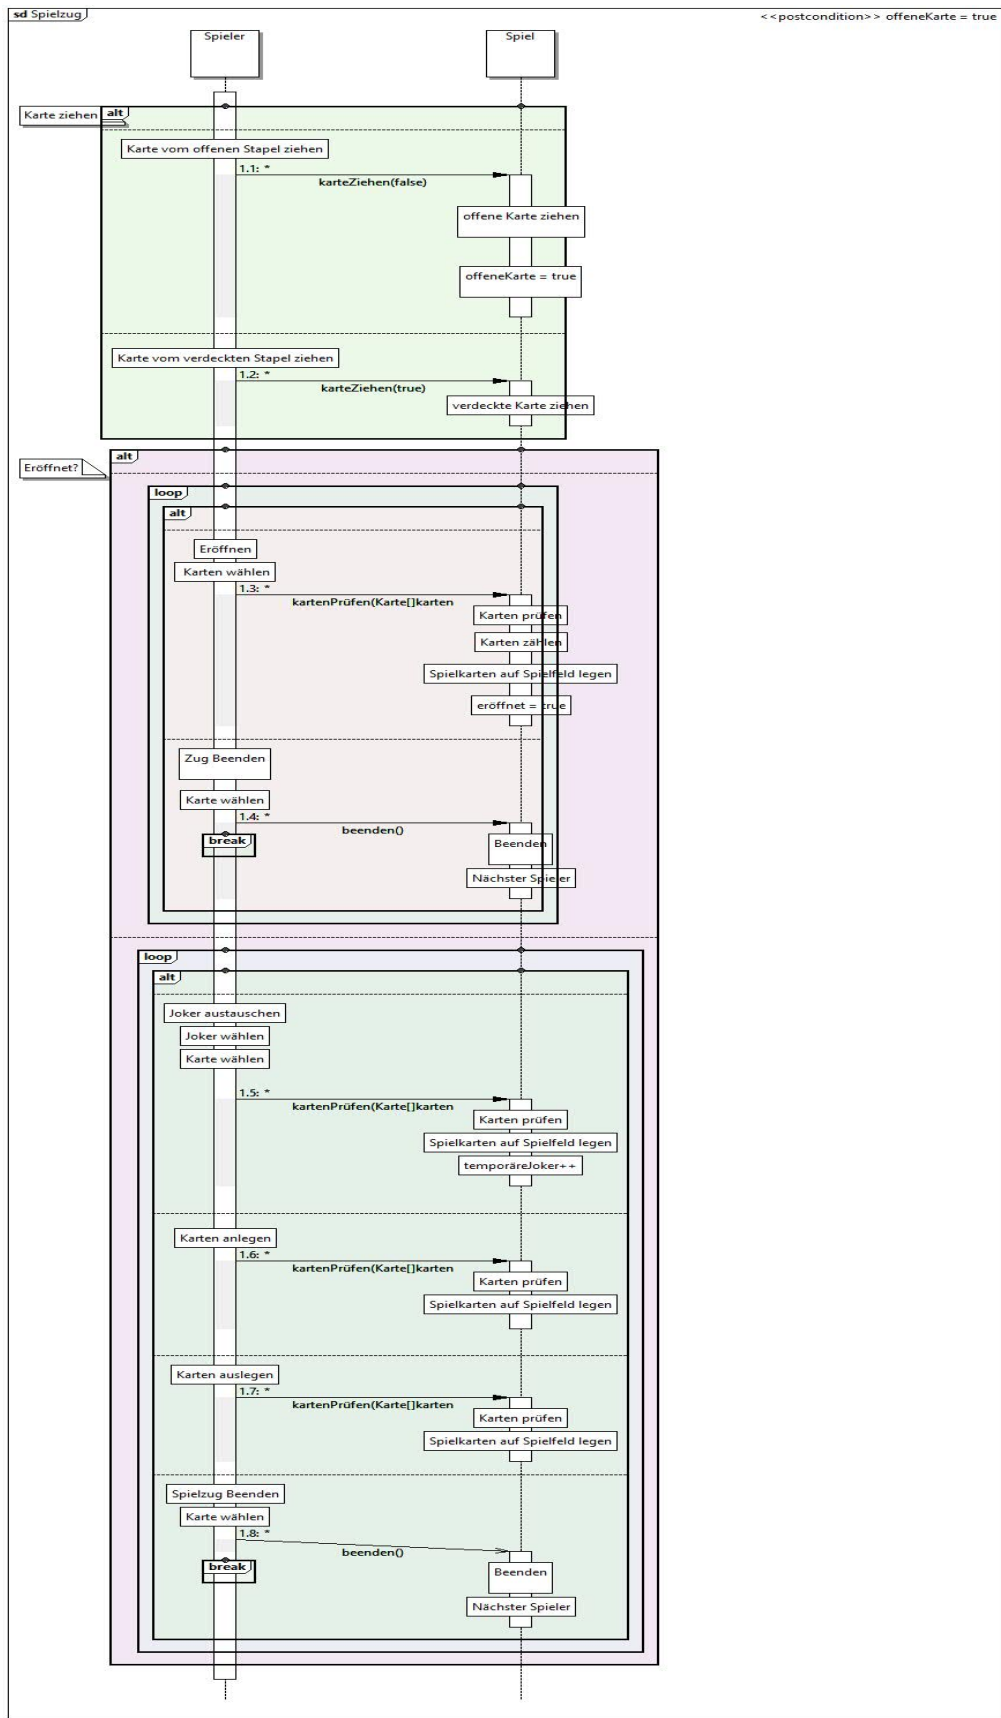 sd Spielzug
<<postcondition>> offeneKarte = true
Spieler
Spiel
Karte ziehen
alt
Karte vom offenen Stapel ziehen
1.1: *
karteZiehen(false)
offene Karte ziehen
offeneKarte = true
Karte vom verdeckten Stapel ziehen
1.2: *
karteZiehen(true)
verdeckte Karte ziehen
alt
Eröffnet?
loop
alt
Eröffnen
Karten wählen
1.3: *
kartenPrüfen(Karte[]karten
Karten prüfen
Karten zählen
Spielkarten auf Spielfeld legen
eröffnet = true
Zug Beenden
Karte wählen
1.4: *
beenden()
break
Beenden
Nächster Spieler
loop
alt
Joker austauschen
Joker wählen
Karte wählen
1.5: *
kartenPrüfen(Karte[]karten
Karten prüfen
Spielkarten auf Spielfeld legen
temporäreJoker++
Karten anlegen
1.6: *
kartenPrüfen(Karte[]karten
Karten prüfen
Spielkarten auf Spielfeld legen
Karten auslegen
1.7: *
kartenPrüfen(Karte[]karten
Karten prüfen
Spielkarten auf Spielfeld legen
Spielzug Beenden
Karte wählen
1.8: *
beenden()
break
Beenden
Nächster Spieler